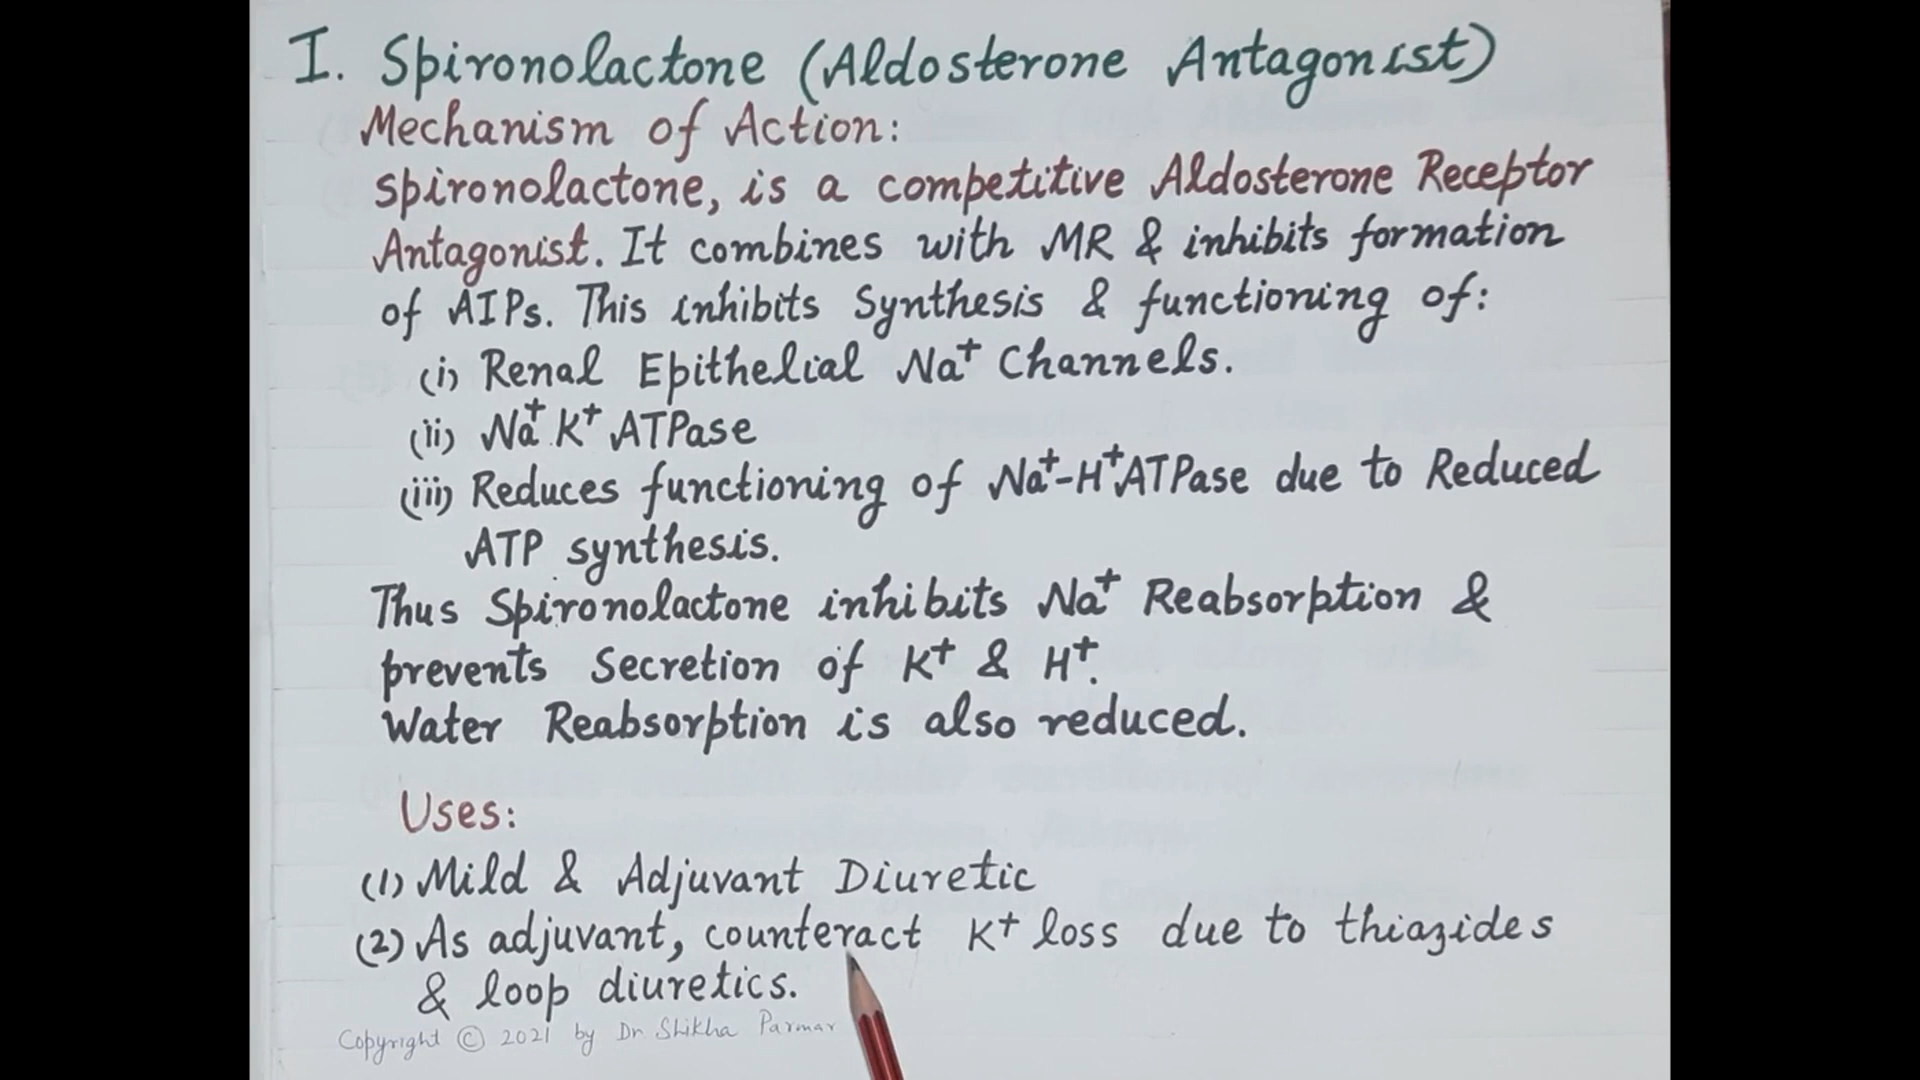 I. Spironolactone (Aldosterone Antagonist)
Mechanism of Action:
Spironolactone, is a competitive Aldosterone Receptor
Antagonist. It combines with MR & inhibits formation
of AIPs. This inhibits Synthesis & functioning of:
(i) Renal Epithelial Na⁺ Channels.
(ii) Na⁺ K⁺ ATPase
(iii) Reduces functioning of Na⁺-H⁺ATPase due to Reduced
ATP synthesis.
Thus Spironolactone inhibits Na⁺ Reabsorption &
prevents Secretion of K⁺ & H⁺.
Water Reabsorption is also reduced.
Uses:
(1) Mild & Adjuvant Diuretic
(2) As adjuvant, counteract K⁺ loss due to thiazides
& loop diuretics.
Copyright © 2021 by Dr Shikha Parmar